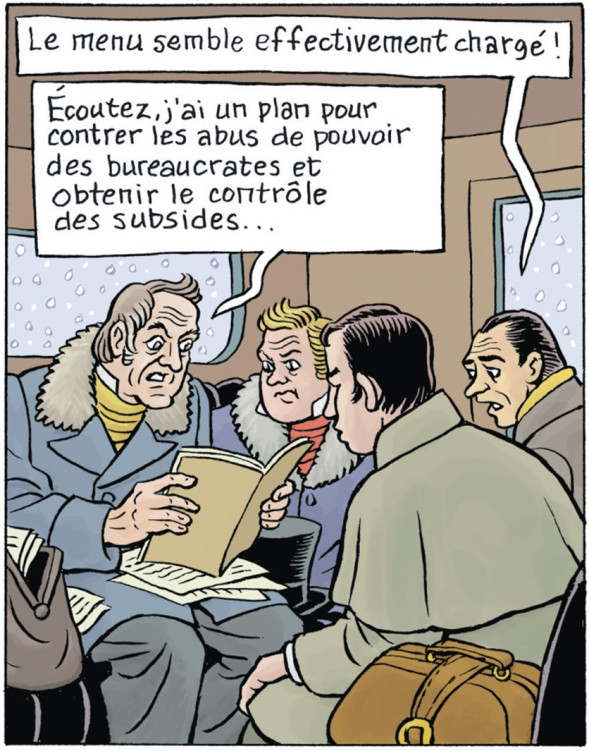 Le menu semble effectivement chargé !
Écoutez, j'ai un plan pour
contrer les abus de pouvoir
des bureaucrates et
obtenir le contrôle
des subsides...